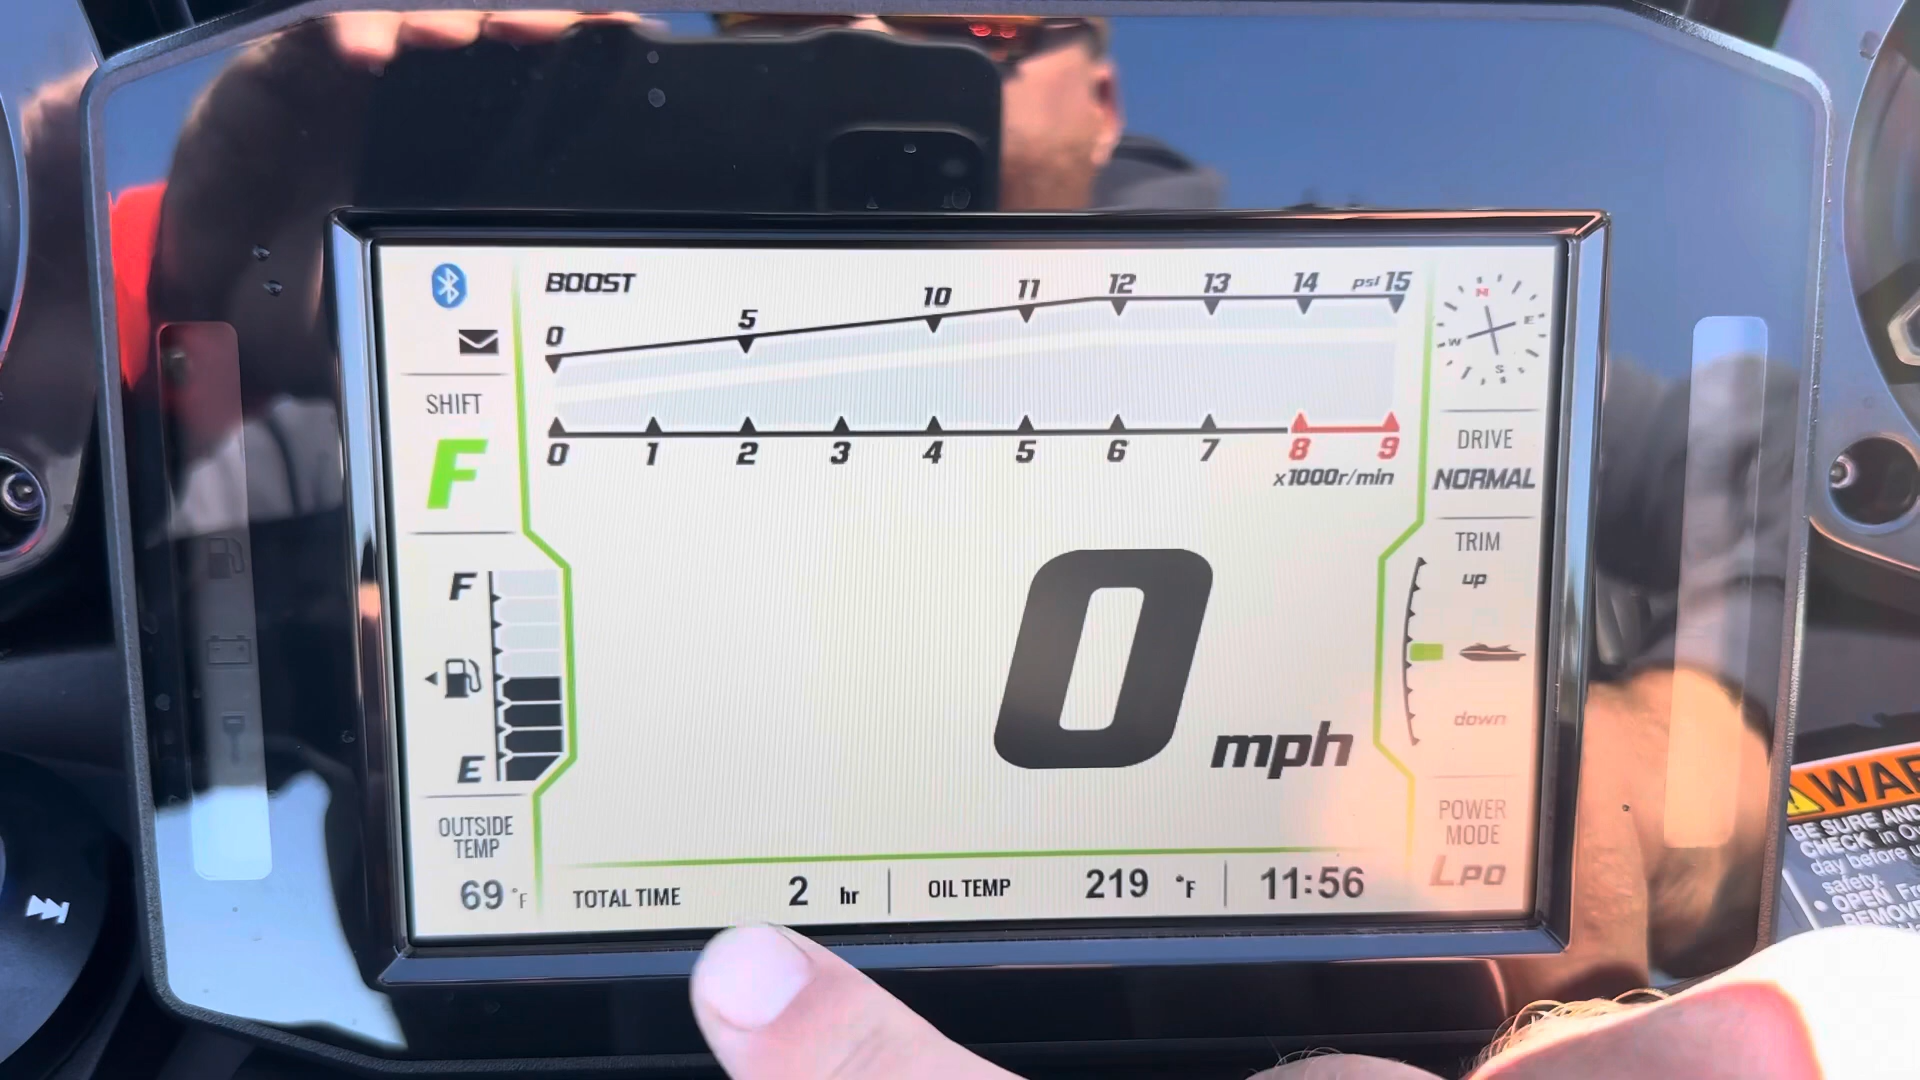 BOOST
0 5 10 11 12 13 14 psi 15
0 1 2 3 4 5 6 7 8 9
x1000r/min
SHIFT
F
F
E
OUTSIDE
TEMP
69 °F
0 mph
N
E
S
W
DRIVE
NORMAL
TRIM
up
down
POWER
MODE
LPO
TOTAL TIME 2 hr
OIL TEMP 219 °F
11:56
BE SURE AND
CHECK in
day before
safety.
• OPEN
REMOVE